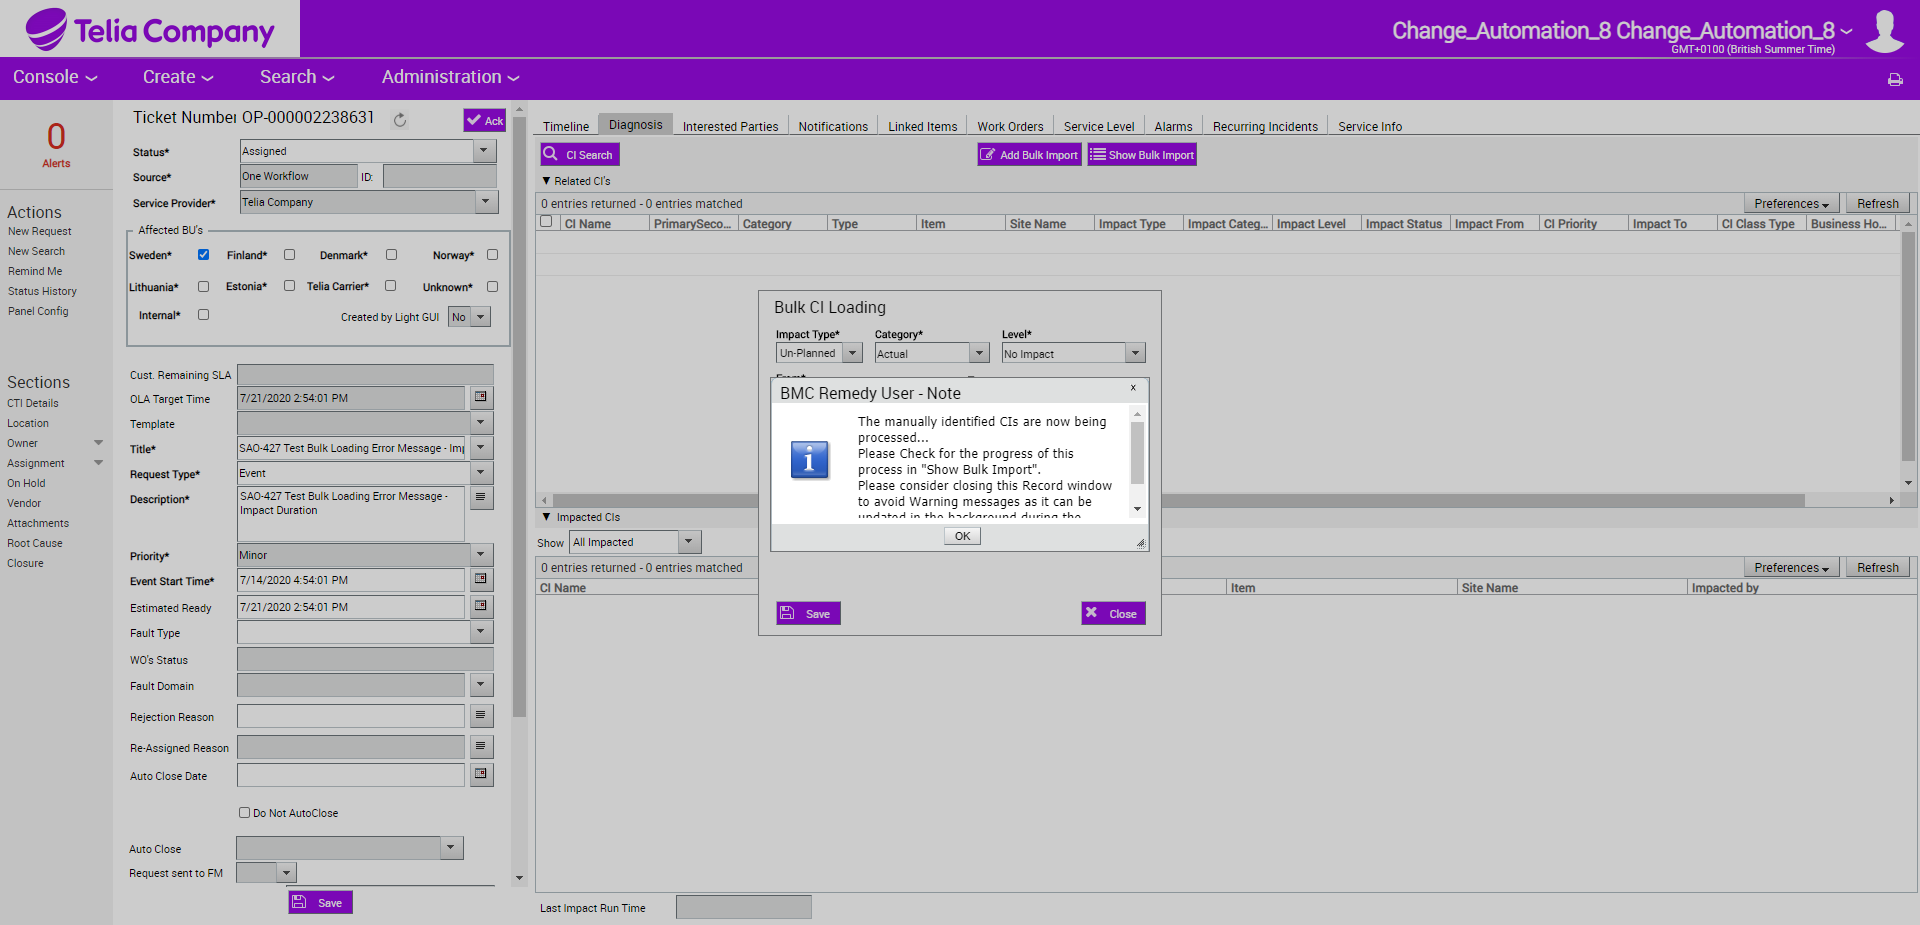 Telia Company
Change_Automation_8 Change_Automation_8
GMT+0100 (British Summer Time)
Console
Create
Search
Administration
0
Alerts
Actions
New Request
New Search
Remind Me
Status History
Panel Config
Sections
CTI Details
Location
Owner
Assignment
On Hold
Vendor
Attachments
Root Cause
Closure
Ticket Number OP-000002238631
Ack
Status* Assigned
Source* One Workflow ID:
Service Provider* Telia Company
Affected BU's
Sweden* Finland* Denmark* Norway*
Lithuania* Estonia* Telia Carrier* Unknown*
Internal* Created by Light GUI No
Cust. Remaining SLA
OLA Target Time 7/21/2020 2:54:01 PM
Template
Title* SAO-427 Test Bulk Loading Error Message - Imp
Request Type* Event
Description* SAO-427 Test Bulk Loading Error Message -
Impact Duration
Priority* Minor
Event Start Time* 7/14/2020 4:54:01 PM
Estimated Ready 7/21/2020 2:54:01 PM
Fault Type
WO's Status
Fault Domain
Rejection Reason
Re-Assigned Reason
Auto Close Date
Do Not AutoClose
Auto Close
Request sent to FM
Save
Timeline Diagnosis Interested Parties Notifications Linked Items Work Orders Service Level Alarms Recurring Incidents Service Info
CI Search Add Bulk Import Show Bulk Import
Related CI's
0 entries returned - 0 entries matched Preferences Refresh
CI Name PrimarySeco... Category Type Item Site Name Impact Type Impact Categ... Impact Level Impact Status Impact From CI Priority Impact To CI Class Type Business Ho...
Bulk CI Loading
Impact Type* Category* Level*
Un-Planned Actual No Impact
BMC Remedy User - Note
x
The manually identified CIs are now being
processed...
Please Check for the progress of this
process in "Show Bulk Import".
Please consider closing this Record window
to avoid Warning messages as it can be
updated in the background during the
OK
Save Close
Impacted CIs
Show All Impacted
0 entries returned - 0 entries matched Preferences Refresh
CI Name Item Site Name Impacted by
Last Impact Run Time